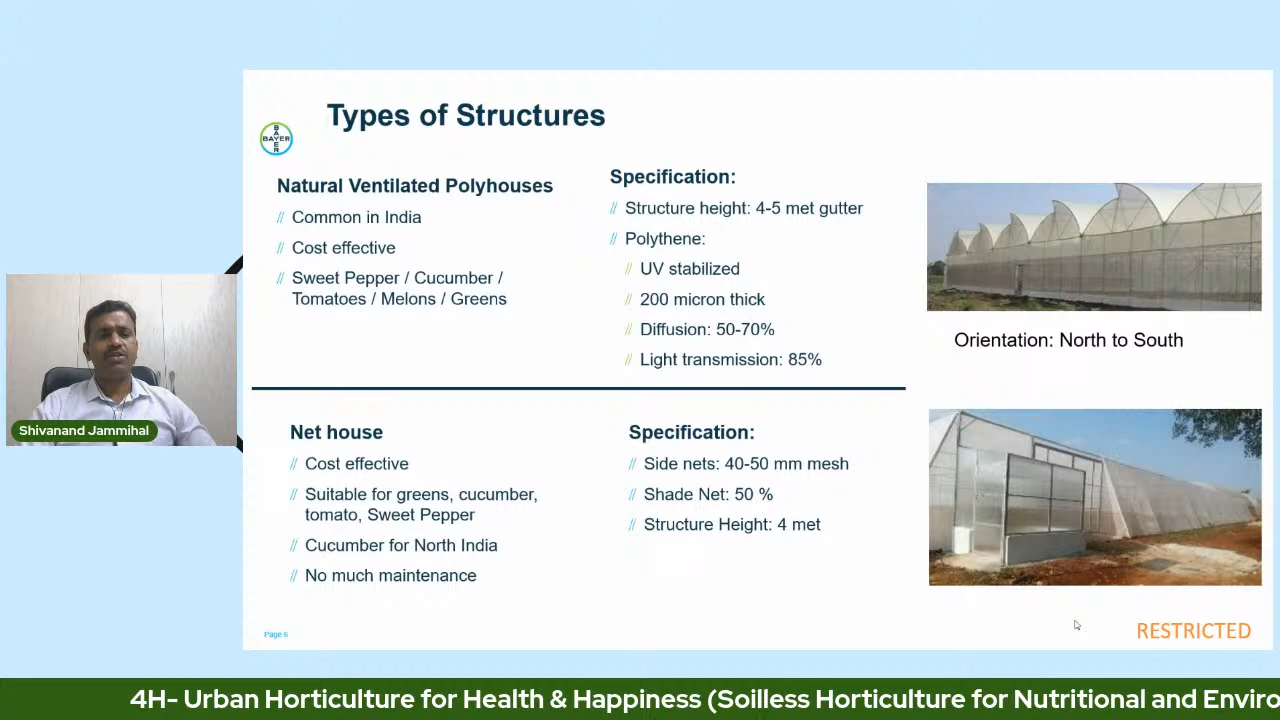 Types of Structures
BAYER
BAYER
Natural Ventilated Polyhouses
// Common in India
// Cost effective
// Sweet Pepper / Cucumber /
Tomatoes / Melons / Greens
Specification:
// Structure height: 4-5 met gutter
// Polythene:
// UV stabilized
// 200 micron thick
// Diffusion: 50-70%
// Light transmission: 85%
Orientation: North to South
Shivanand Jammihal
Net house
// Cost effective
// Suitable for greens, cucumber,
tomato, Sweet Pepper
// Cucumber for North India
// No much maintenance
Specification:
// Side nets: 40-50 mm mesh
// Shade Net: 50 %
// Structure Height: 4 met
Page 6
RESTRICTED
4H- Urban Horticulture for Health & Happiness (Soilless Horticulture for Nutritional and Enviro